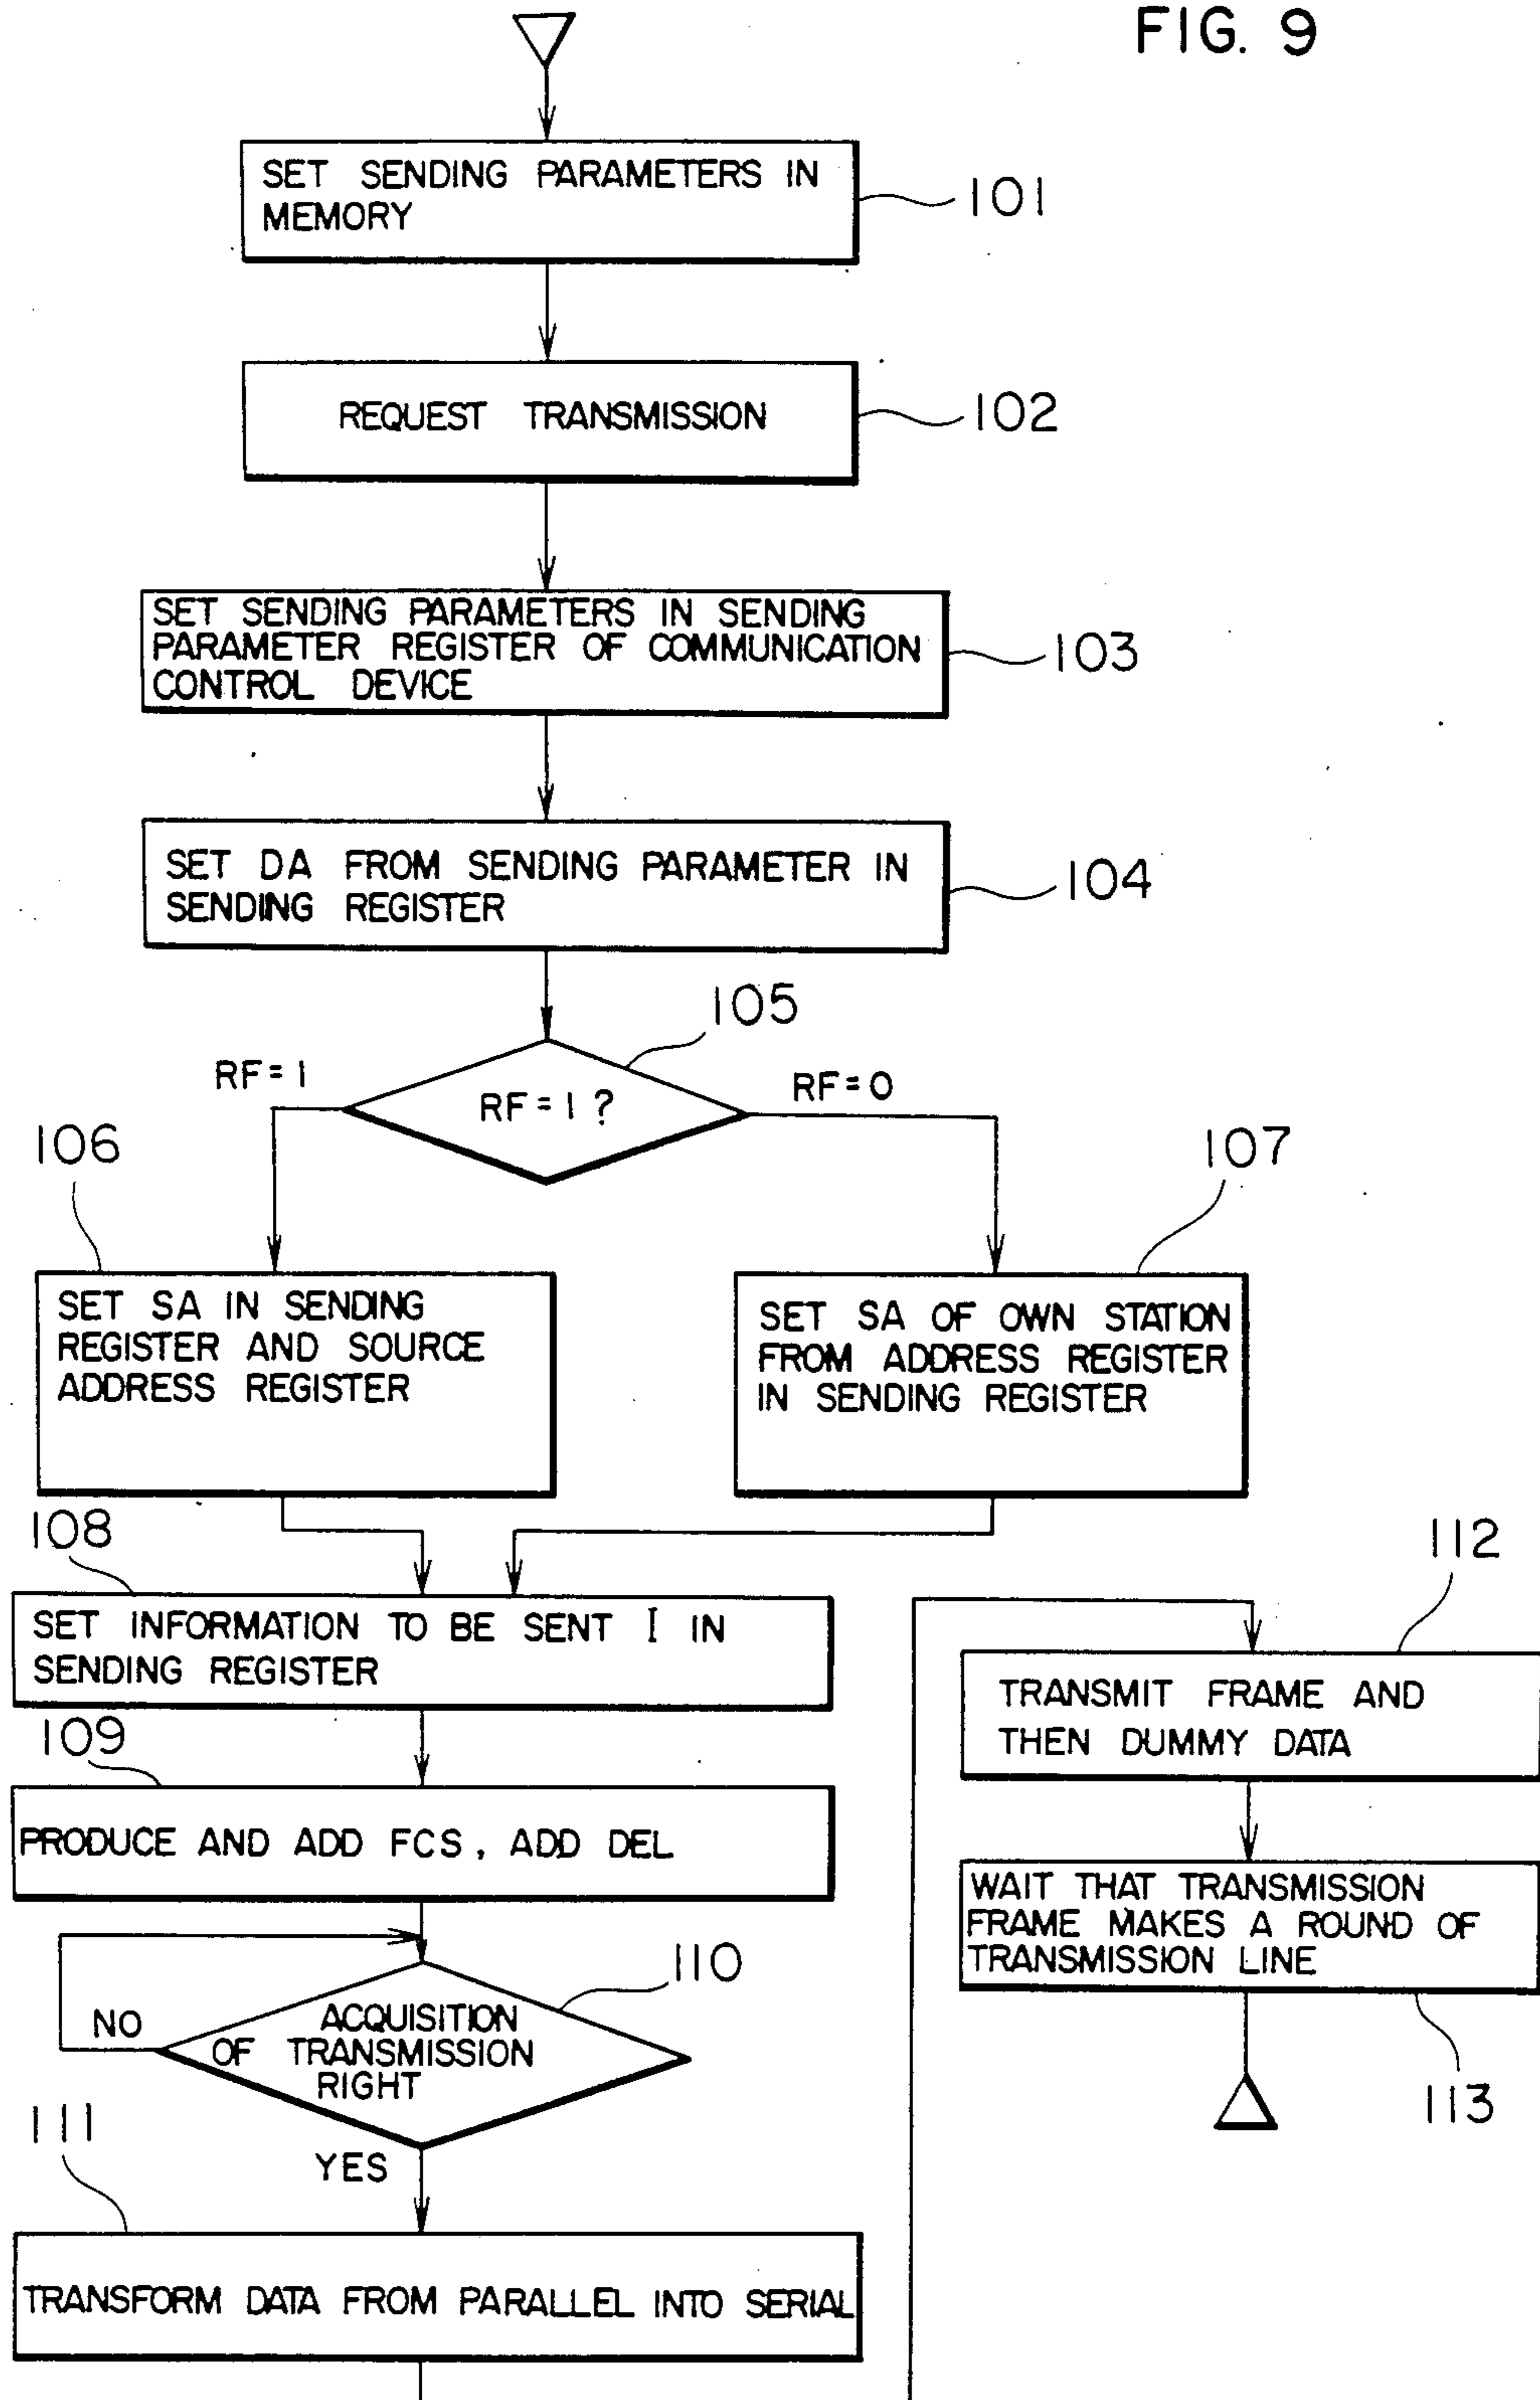 FIG. 9
SET SENDING PARAMETERS IN
MEMORY
101
REQUEST TRANSMISSION
102
SET SENDING PARAMETERS IN SENDING
PARAMETER REGISTER OF COMMUNICATION
CONTROL DEVICE
103
SET DA FROM SENDING PARAMETER IN
SENDING REGISTER
104
105
RF=1
RF=1?
RF=0
106
107
SET SA IN SENDING
REGISTER AND SOURCE
ADDRESS REGISTER
SET SA OF OWN STATION
FROM ADDRESS REGISTER
IN SENDING REGISTER
108
SET INFORMATION TO BE SENT I IN
SENDING REGISTER
109
PRODUCE AND ADD FCS, ADD DEL
110
NO
ACQUISITION
OF TRANSMISSION
RIGHT
YES
111
TRANSFORM DATA FROM PARALLEL INTO SERIAL
112
TRANSMIT FRAME AND
THEN DUMMY DATA
WAIT THAT TRANSMISSION
FRAME MAKES A ROUND OF
TRANSMISSION LINE
113